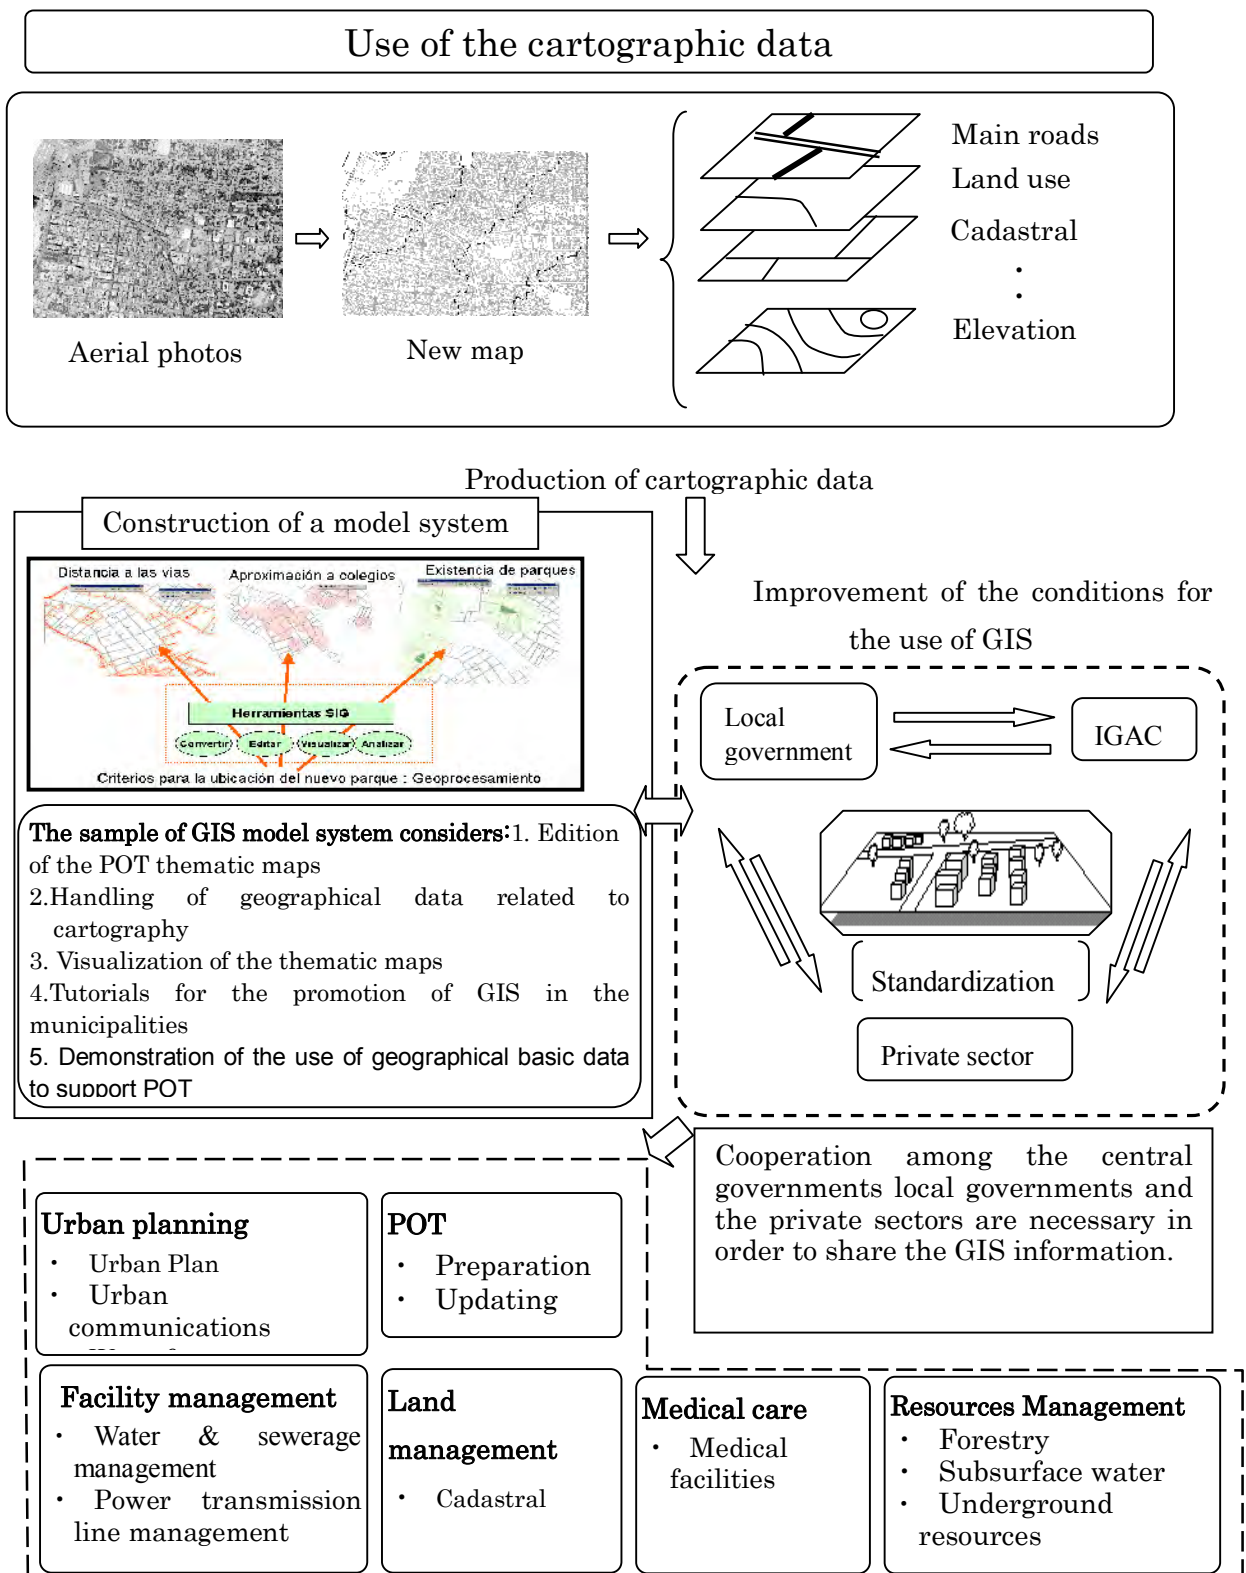 Use of the cartographic data
Main roads
Land use
Cadastral
・
・
Elevation
Aerial photos
New map
Production of cartographic data
Construction of a model system
Distancia a las vias
Aproximación a colegios
Existencia de parques
Herramientas SIG
Convertir
Editar
Visualizar
Analizar
Criterios para la ubicación del nuevo parque : Geoprocesamiento
The sample of GIS model system considers:1. Edition
of the POT thematic maps
2.Handling of geographical data related to
cartography
3. Visualization of the thematic maps
4.Tutorials for the promotion of GIS in the
municipalities
5. Demonstration of the use of geographical basic data
to support POT
Improvement of the conditions for
the use of GIS
Local
government
IGAC
Standardization
Private sector
Cooperation among the central
governments local governments and
the private sectors are necessary in
order to share the GIS information.
Urban planning
・ Urban Plan
・ Urban
communications
POT
・ Preparation
・ Updating
Facility management
・ Water & sewerage
management
・ Power transmission
line management
Land
management
・ Cadastral
Medical care
・ Medical
facilities
Resources Management
・ Forestry
・ Subsurface water
・ Underground
resources